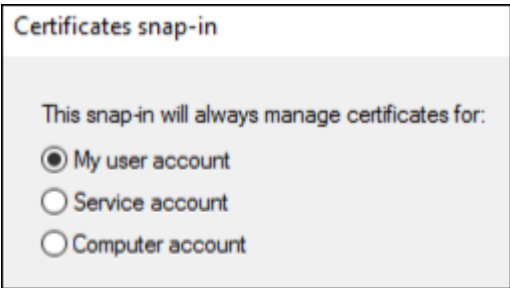 Certificates snap-in
This snap-in will always manage certificates for:
My user account
Service account
Computer account